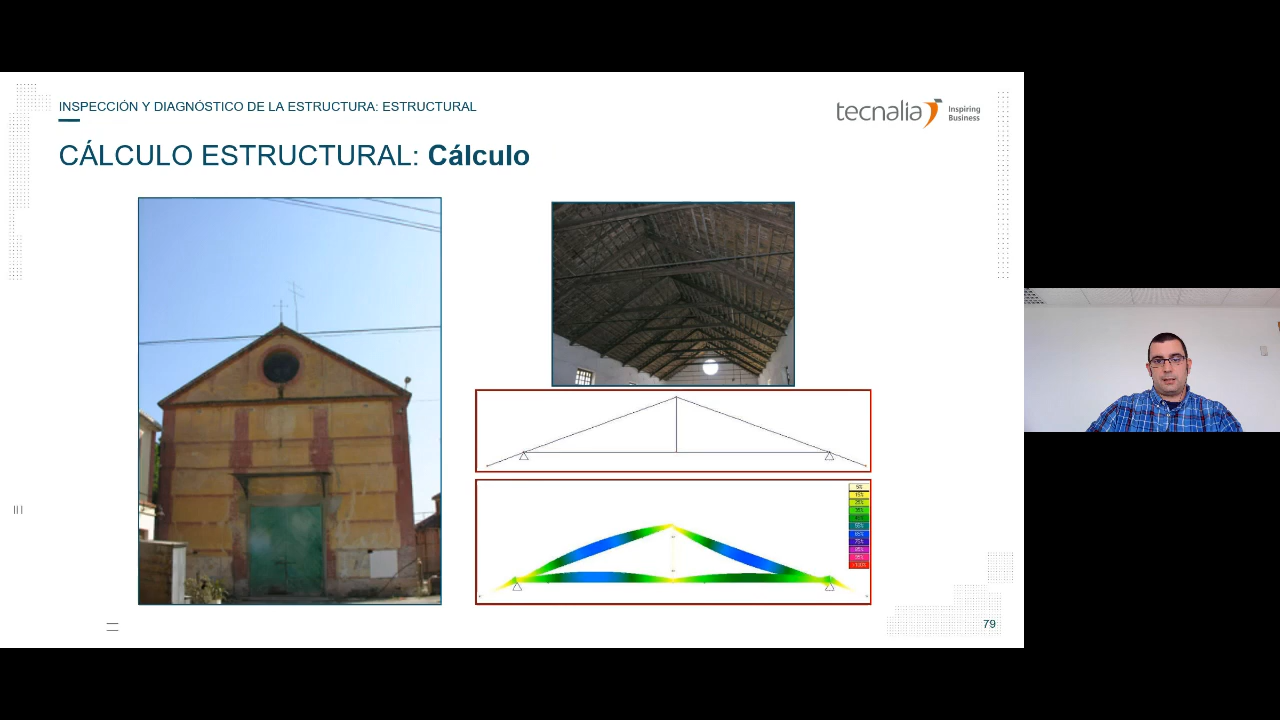 INSPECCIÓN Y DIAGNÓSTICO DE LA ESTRUCTURA: ESTRUCTURAL
tecnalia Inspiring
Business
CÁLCULO ESTRUCTURAL: Cálculo
79